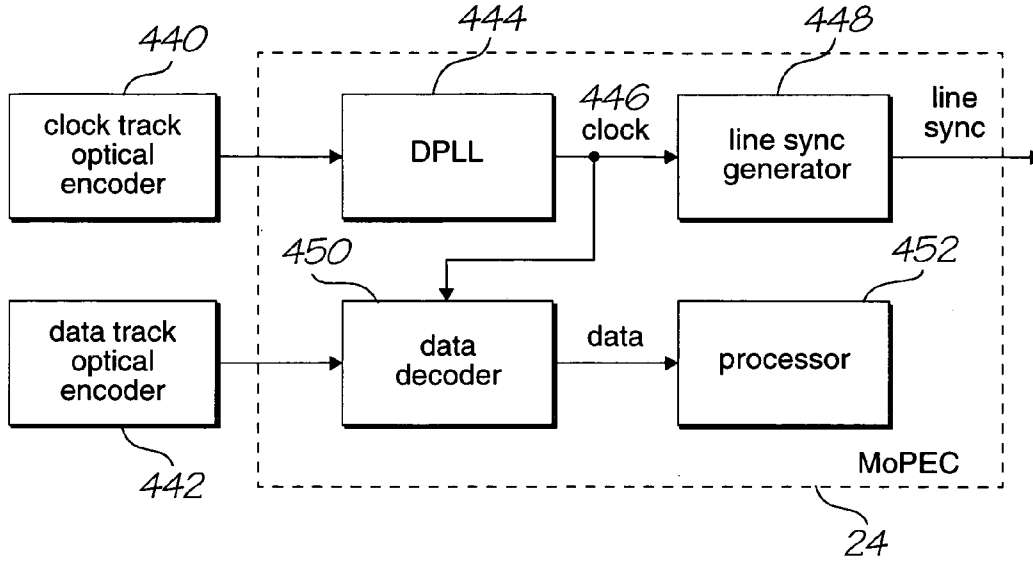 440
444
448
446
clock
line
sync
clock track
optical
encoder
DPLL
line sync
generator
450
452
data track
optical
encoder
data
decoder
data
processor
442
MoPEC
24